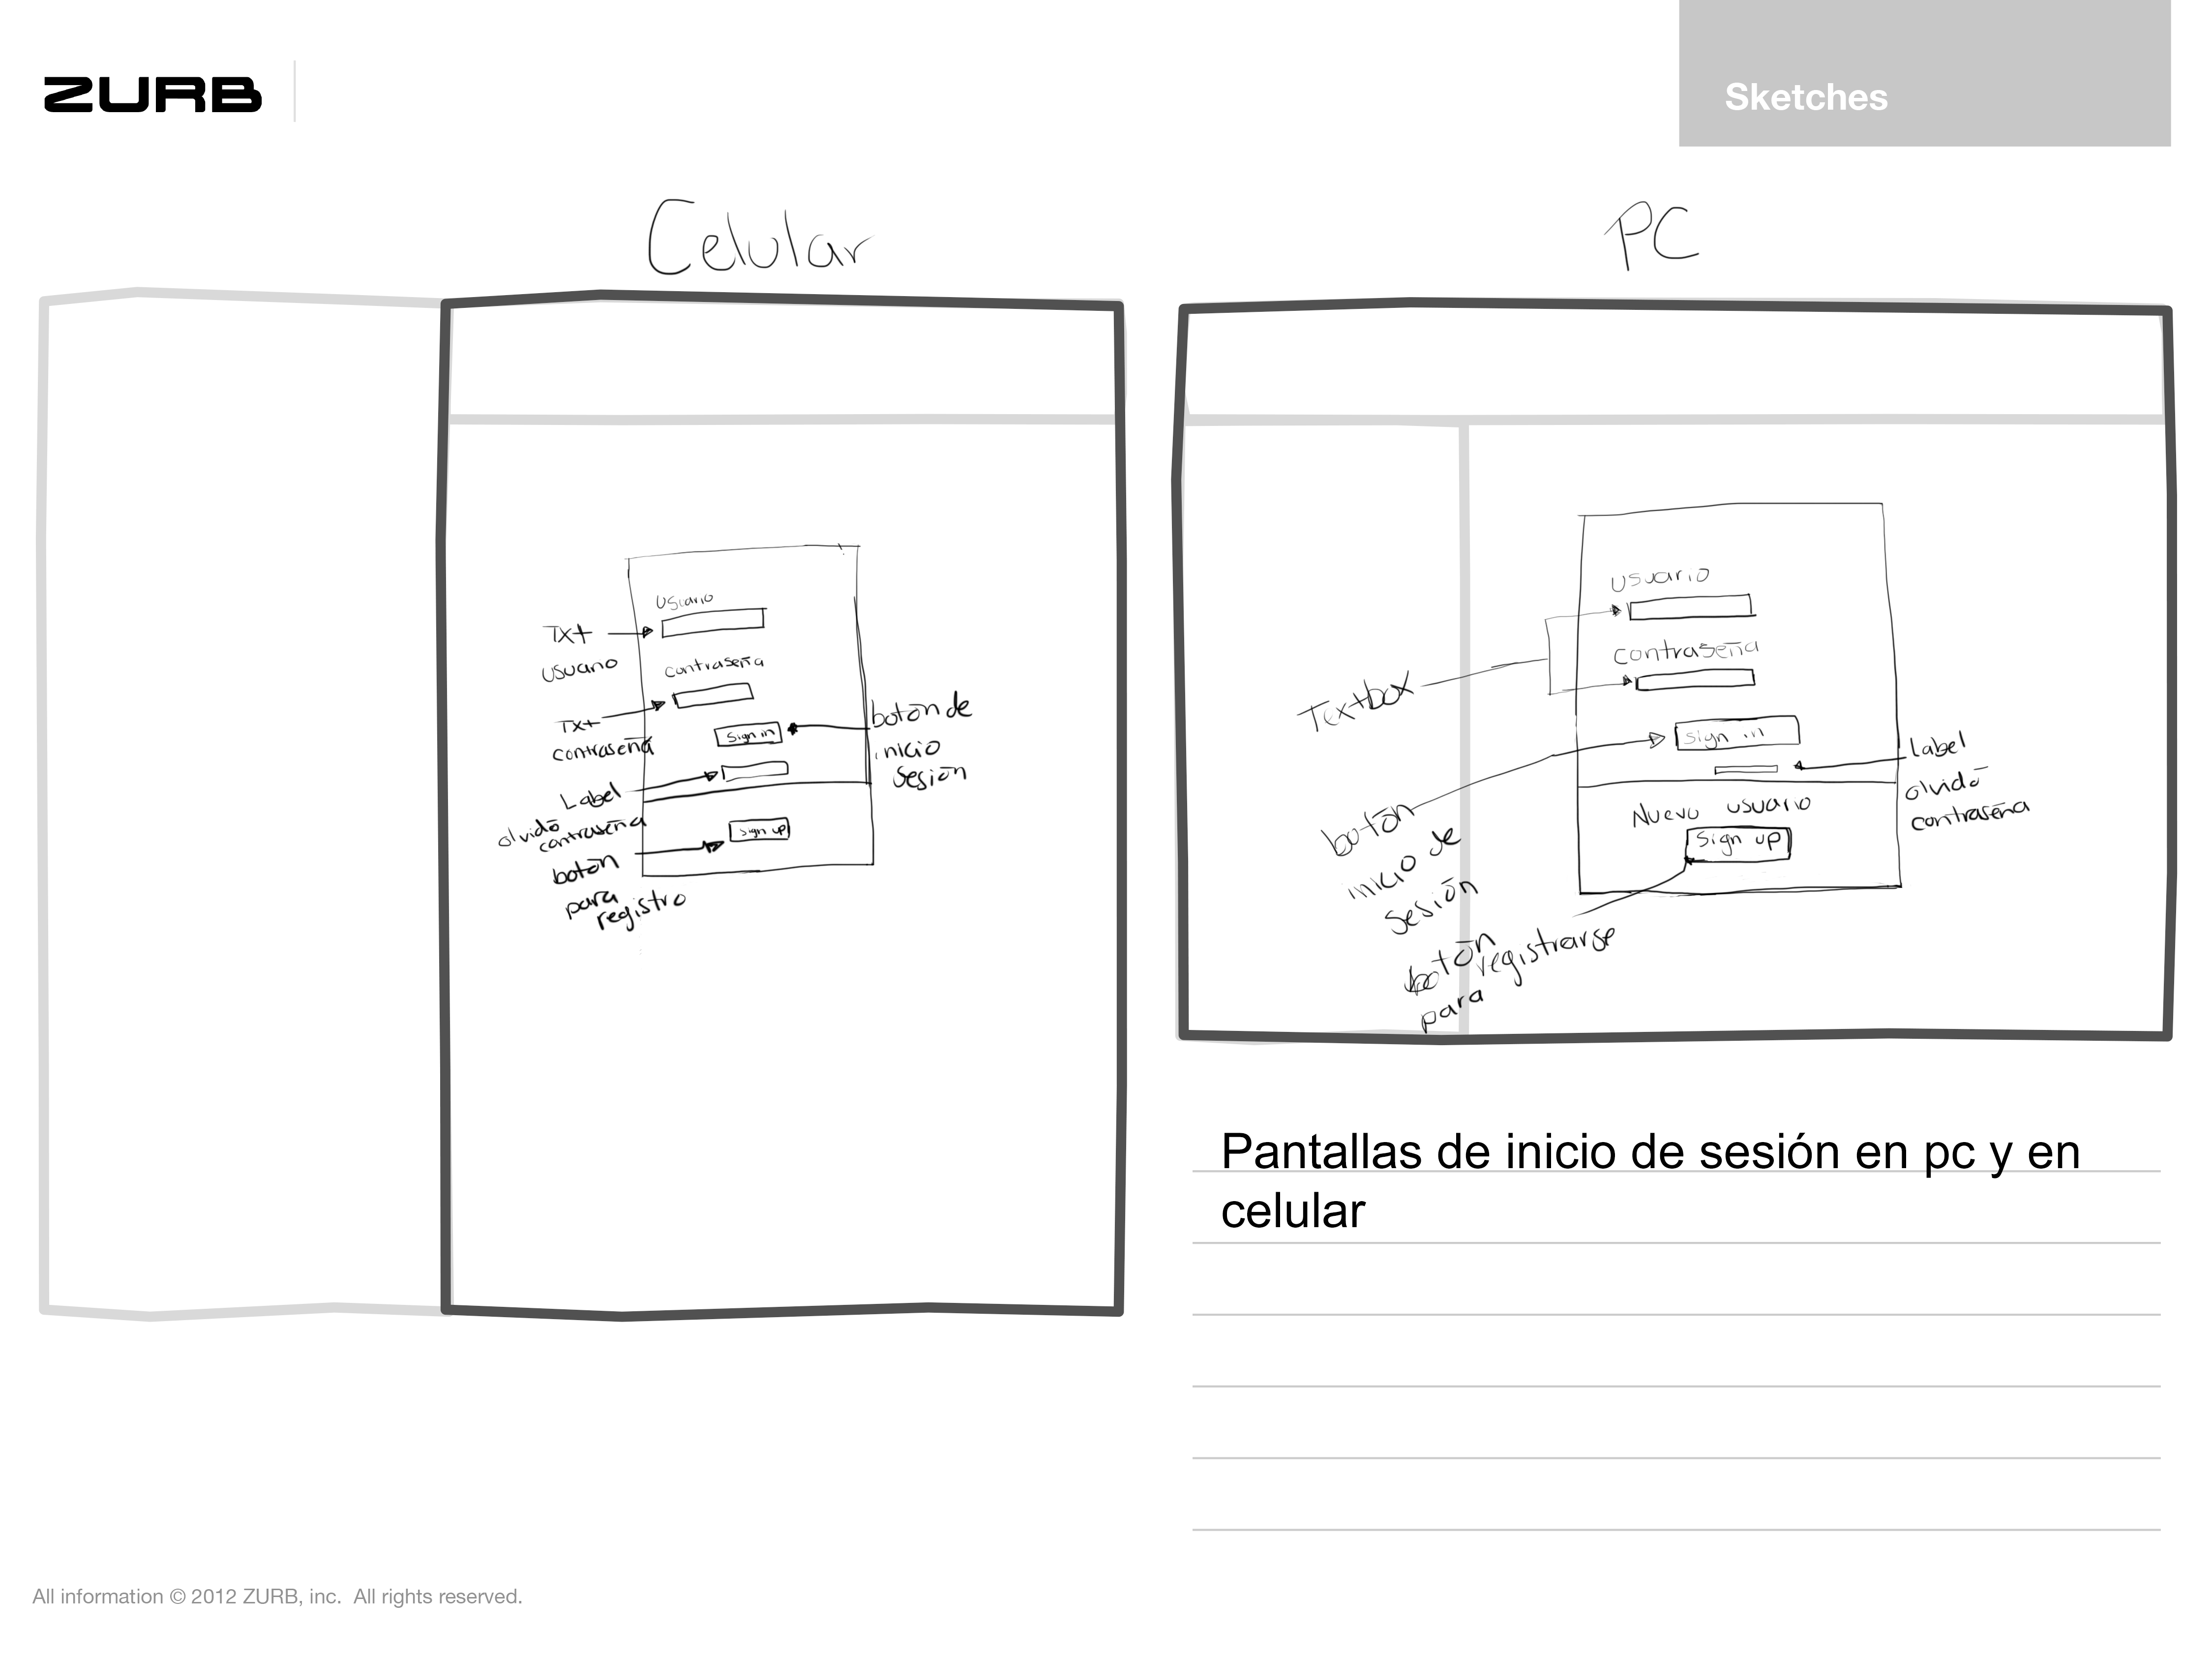 ZURB
Sketches
Celular
Usuario
Txt
usuario
contraseña
Txt
contraseña
Sign in
botón de
inicio
sesión
Label
olvidó
contraseña
Sign up
botón
para
registro
PC
usuario
Textbox
contraseña
sign in
Label
olvidó
contraseña
botón
inicio de
sesión
Nuevo usuario
Sign up
botón
para registrarse
Pantallas de inicio de sesión en pc y en
celular
All information © 2012 ZURB, inc. All rights reserved.